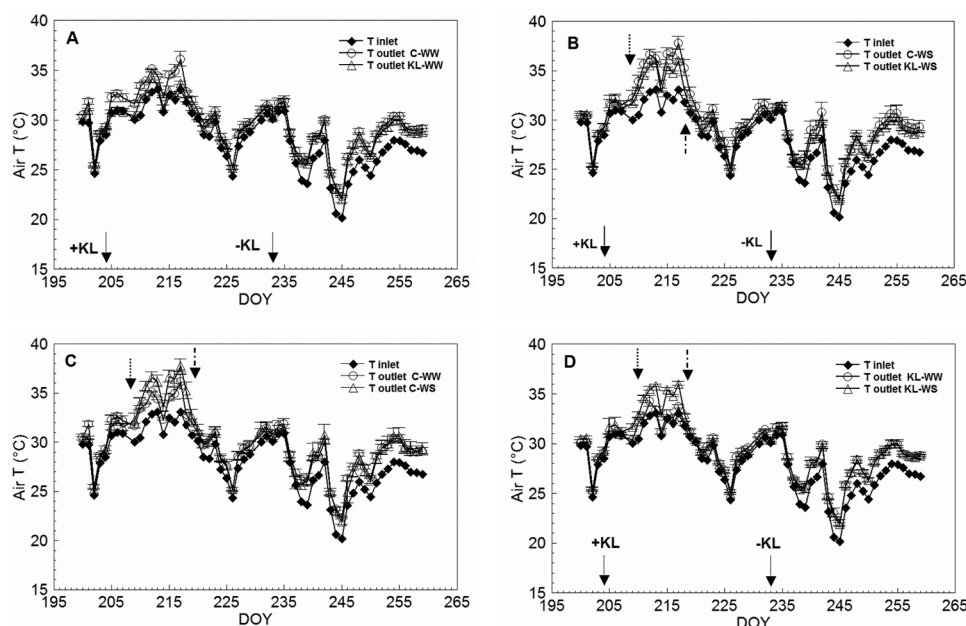 A
T inlet
T outlet C-WW
T outlet KL-WW
Air T (°C)
40
35
30
25
20
15
+KL
-KL
195 205 215 225 235 245 255 265
DOY
B
T inlet
T outlet C-WS
T outlet KL-WS
Air T (°C)
40
35
30
25
20
15
+KL
-KL
195 205 215 225 235 245 255 265
DOY
C
T inlet
T outlet C-WW
T outlet C-WS
Air T (°C)
40
35
30
25
20
15
195 205 215 225 235 245 255 265
DOY
D
T inlet
T outlet KL-WW
T outlet KL-WS
Air T (°C)
40
35
30
25
20
15
+KL
-KL
195 205 215 225 235 245 255 265
DOY